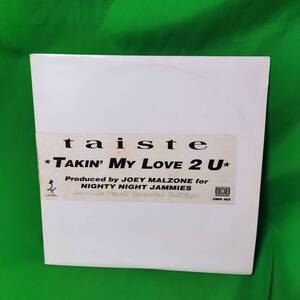 taiste
*TAKIN' MY LOVE 2 U*
Produced by JOEY MALZONE for
NIGHTY NIGHT JAMMIES